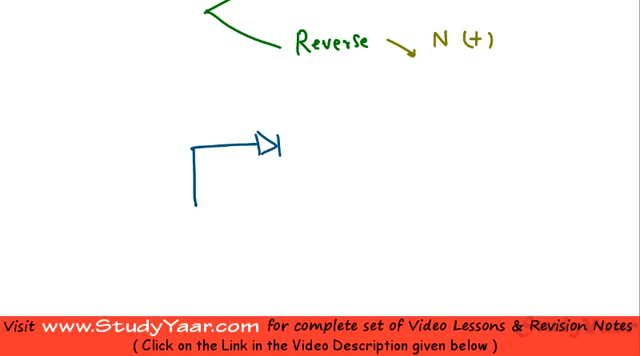 Reverse N (+)
Visit www.StudyYaar.com for complete set of Video Lessons & Revision Notes
( Click on the Link in the Video Description given below )